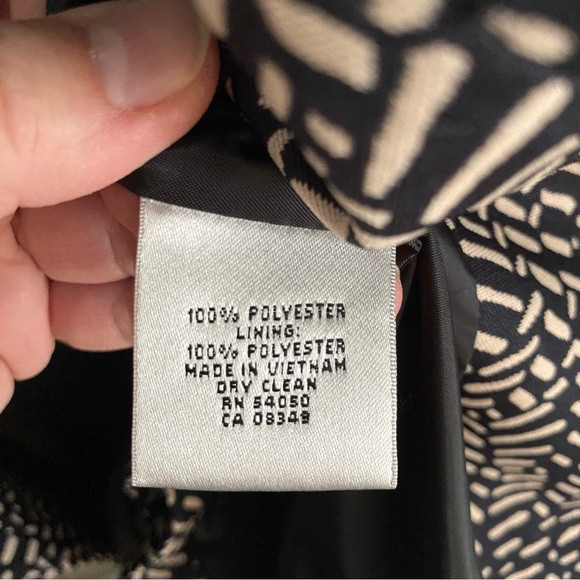 100% POLYESTER
LINING:
100% POLYESTER
MADE IN VIETNAM
DRY CLEAN
RN 54050
CA 08349